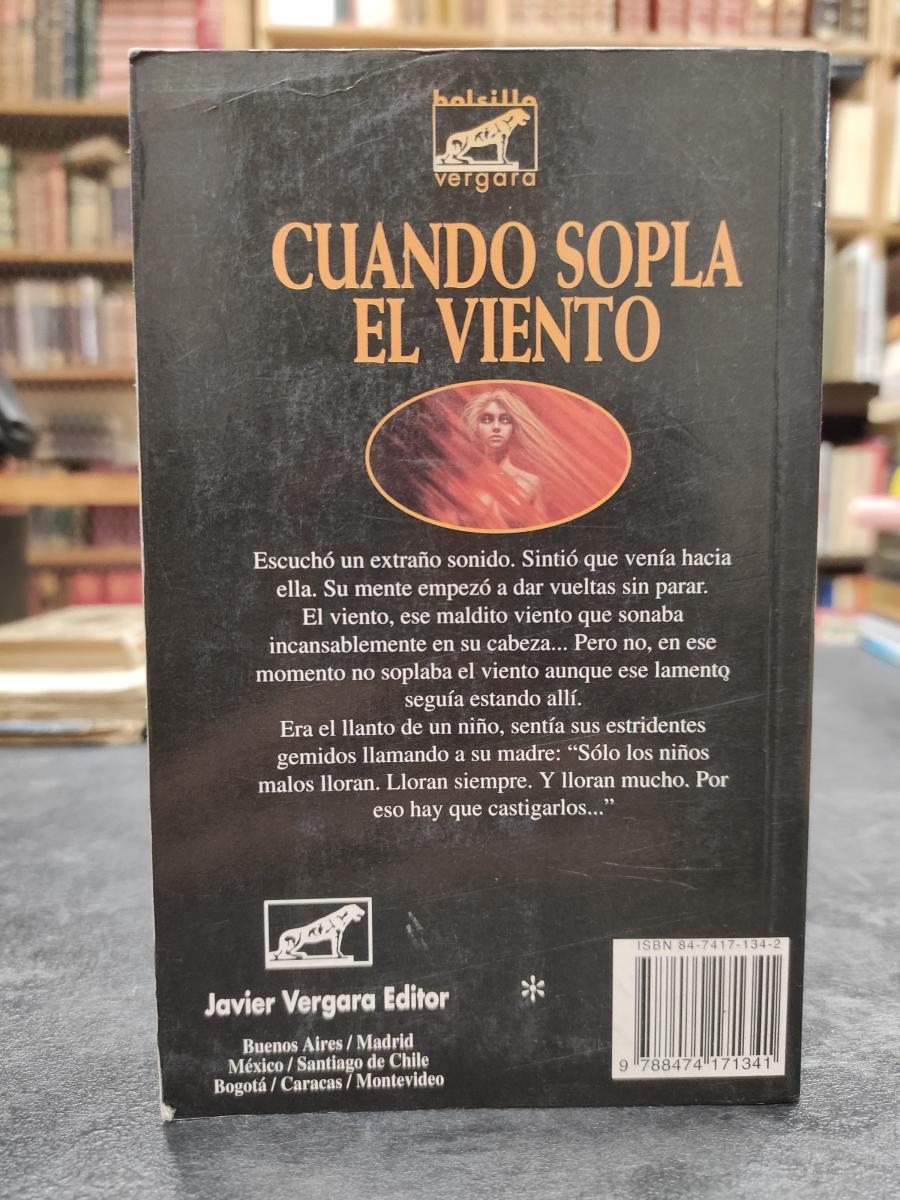 bolsillo
vergara
CUANDO SOPLA
EL VIENTO
Escuchó un extraño sonido. Sintió que venía hacia
ella. Su mente empezó a dar vueltas sin parar.
El viento, ese maldito viento que sonaba
incansablemente en su cabeza... Pero no, en ese
momento no soplaba el viento aunque ese lamento
seguía estando allí.
Era el llanto de un niño, sentía sus estridentes
gemidos llamando a su madre: “Sólo los niños
malos lloran. Lloran siempre. Y lloran mucho. Por
eso hay que castigarlos...”
Javier Vergara Editor
*
Buenos Aires / Madrid
México / Santiago de Chile
Bogotá / Caracas / Montevideo
ISBN 84-7417-134-2
9 788474 171341